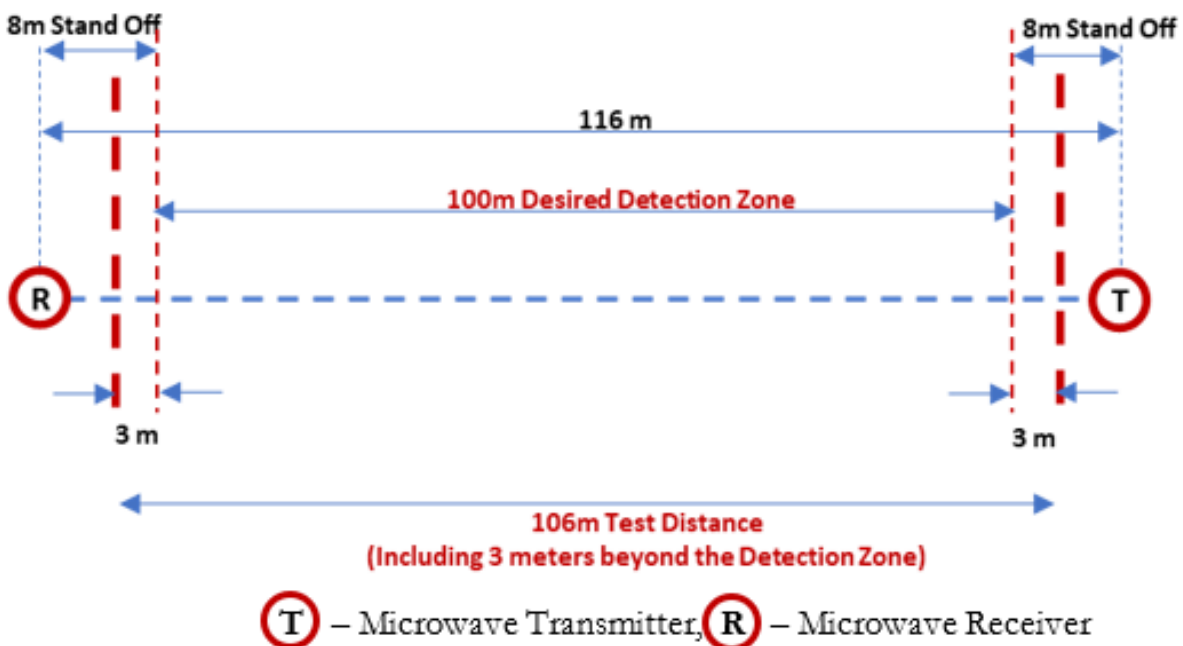 8m Stand Off
8m Stand Off
116 m
100m Desired Detection Zone
R
T
3 m
3 m
106m Test Distance
(Including 3 meters beyond the Detection Zone)
T – Microwave Transmitter, R – Microwave Receiver